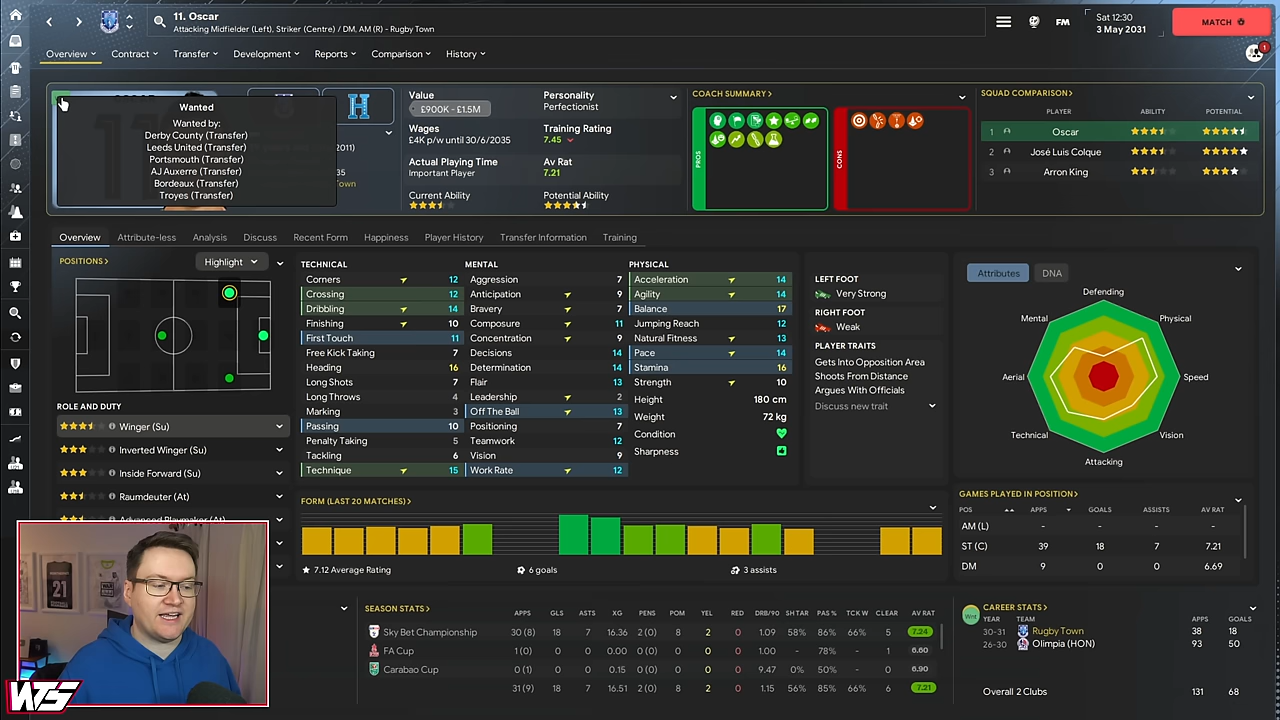 11. Oscar
Attacking Midfielder (Left), Striker (Centre) / DM, AM (R) - Rugby Town
FM
Sat 12:30
3 May 2031
MATCH
Overview
Contract
Transfer
Development
Reports
Comparison
History
1
Wanted
Wanted by:
Derby County (Transfer)
Leeds United (Transfer)
Portsmouth (Transfer)
AJ Auxerre (Transfer)
Bordeaux (Transfer)
Troyes (Transfer)
2011)
35
Town
Value
£900K - £1.5M
Wages
£4K p/w until 30/6/2035
Actual Playing Time
Important Player
Current Ability
Personality
Perfectionist
Training Rating
7.45
Av Rat
7.21
Potential Ability
COACH SUMMARY >
PROS
CONS
SQUAD COMPARISON >
PLAYER ABILITY POTENTIAL
1 Oscar
2 José Luis Colque
3 Arron King
Overview Attribute-less Analysis Discuss Recent Form Happiness Player History Transfer Information Training
POSITIONS >
Highlight
ROLE AND DUTY
Winger (Su)
Inverted Winger (Su)
Inside Forward (Su)
Raumdeuter (At)
Advanced Playmaker (At)
TECHNICAL
Corners 12
Crossing 12
Dribbling 14
Finishing 10
First Touch 11
Free Kick Taking 7
Heading 16
Long Shots 7
Long Throws 4
Marking 3
Passing 10
Penalty Taking 5
Tackling 6
Technique 15
MENTAL
Aggression 7
Anticipation 9
Bravery 7
Composure 11
Concentration 9
Decisions 14
Determination 14
Flair 13
Leadership 2
Off The Ball 13
Positioning 7
Teamwork 12
Vision 9
Work Rate 12
PHYSICAL
Acceleration 14
Agility 14
Balance 17
Jumping Reach 12
Natural Fitness 13
Pace 14
Stamina 16
Strength 10
Height 180 cm
Weight 72 kg
Condition
Sharpness
LEFT FOOT
Very Strong
RIGHT FOOT
Weak
PLAYER TRAITS
Gets Into Opposition Area
Shoots From Distance
Argues With Officials
Discuss new trait
Attributes DNA
Defending
Mental Physical
Aerial Speed
Technical Vision
Attacking
FORM (LAST 20 MATCHES) >
7.12 Average Rating 6 goals 3 assists
GAMES PLAYED IN POSITION >
POS APPS GOALS ASSISTS AV RAT
AM (L) - - - -
ST (C) 39 18 7 7.21
DM 9 0 0 6.69
SEASON STATS >
APPS GLS ASTS XG PENS POM YEL RED DRB/90 SH TAR PAS % TCK W CLEAR AV RAT
Sky Bet Championship 30 (8) 18 7 16.36 2 (0) 8 2 0 1.09 58% 86% 66% 5 7.24
FA Cup 1 (0) 0 0 0.00 0 0 0 0 1.00 - 78% - 1 6.60
Carabao Cup 0 (1) 0 0 0.15 0 0 0 0 9.47 0% 50% - 0 6.90
31 (9) 18 7 16.51 2 (0) 8 2 0 1.15 56% 85% 66% 6 7.21
Wnt
CAREER STATS >
YEAR TEAM APPS GOALS
30-31 Rugby Town 38 18
26-30 Olimpia (HON) 93 50
Overall 2 Clubs 131 68
21
WTS